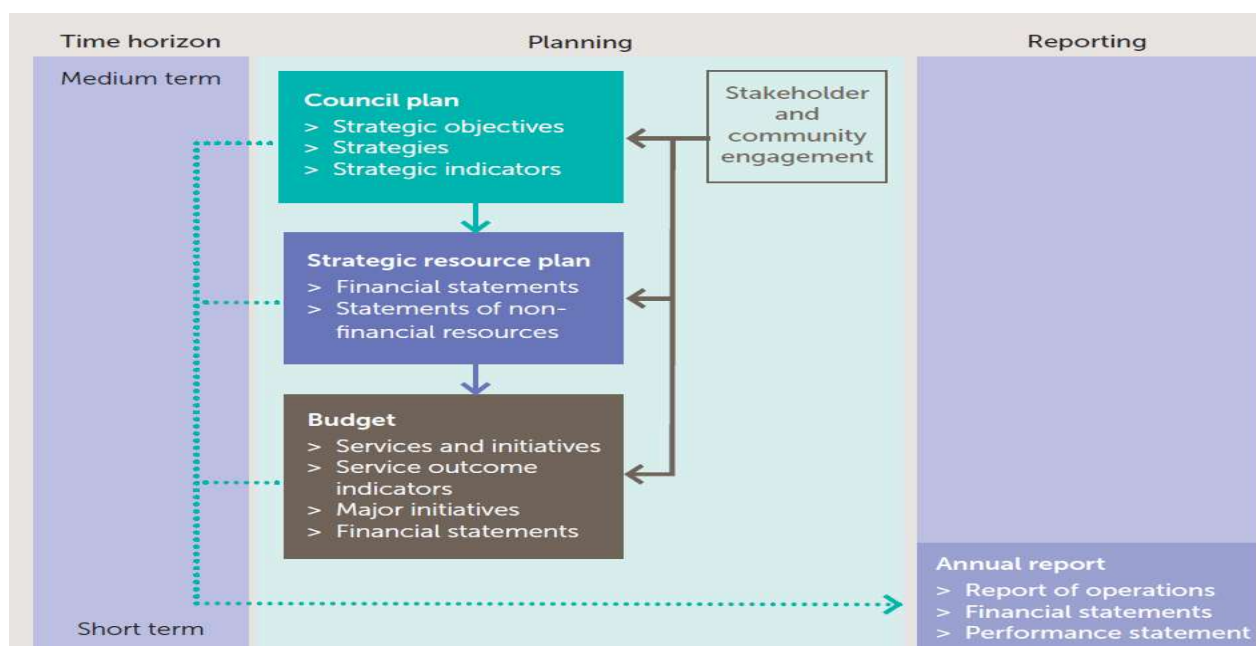 Time horizon
Planning
Reporting
Medium term
Council plan
> Strategic objectives
> Strategies
> Strategic indicators
Stakeholder
and
community
engagement
Strategic resource plan
> Financial statements
> Statements of non-
financial resources
Budget
> Services and initiatives
> Service outcome
indicators
> Major initiatives
> Financial statements
Short term
Annual report
> Report of operations
> Financial statements
> Performance statement